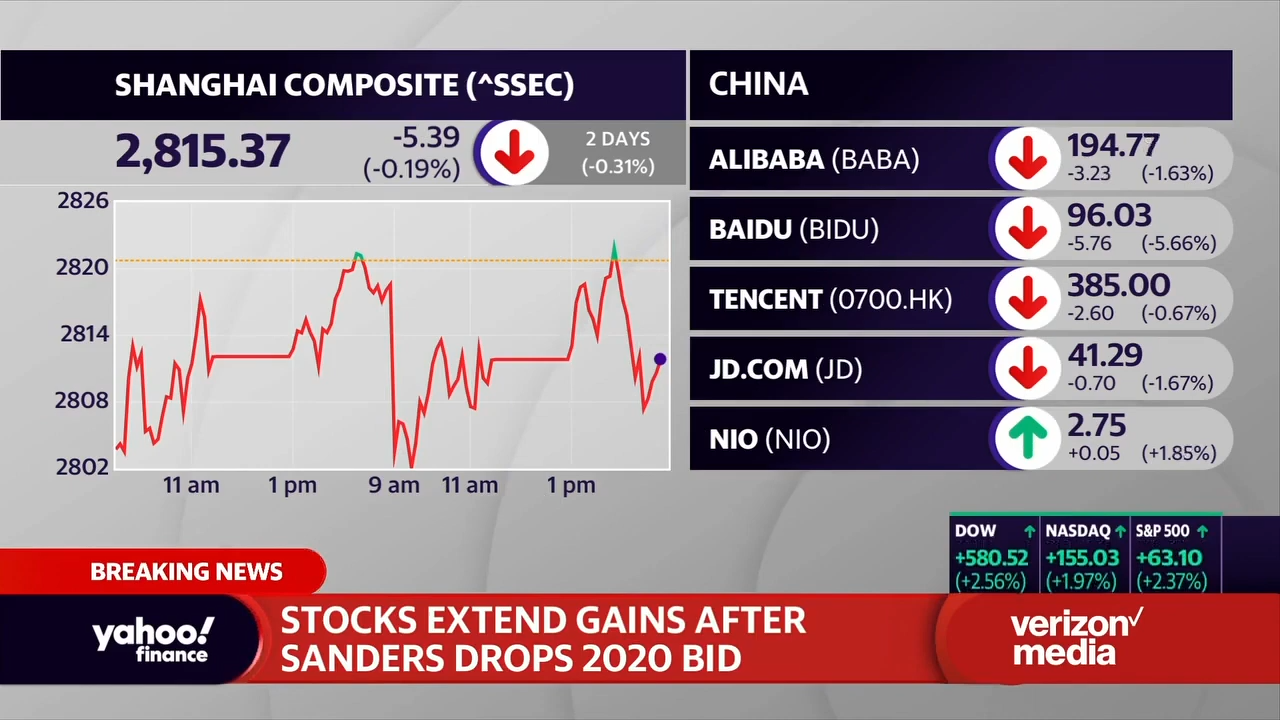 SHANGHAI COMPOSITE (^SSEC)
2,815.37
-5.39
(-0.19%)
2 DAYS
(-0.31%)
2826
2820
2814
2808
2802
11 am 1 pm 9 am 11 am 1 pm
CHINA
ALIBABA (BABA)
194.77
-3.23 (-1.63%)
BAIDU (BIDU)
96.03
-5.76 (-5.66%)
TENCENT (0700.HK)
385.00
-2.60 (-0.67%)
JD.COM (JD)
41.29
-0.70 (-1.67%)
NIO (NIO)
2.75
+0.05 (+1.85%)
DOW
+580.52
(+2.56%)
NASDAQ
+155.03
(+1.97%)
S&P 500
+63.10
(+2.37%)
BREAKING NEWS
yahoo!
finance
STOCKS EXTEND GAINS AFTER
SANDERS DROPS 2020 BID
verizon✓
media